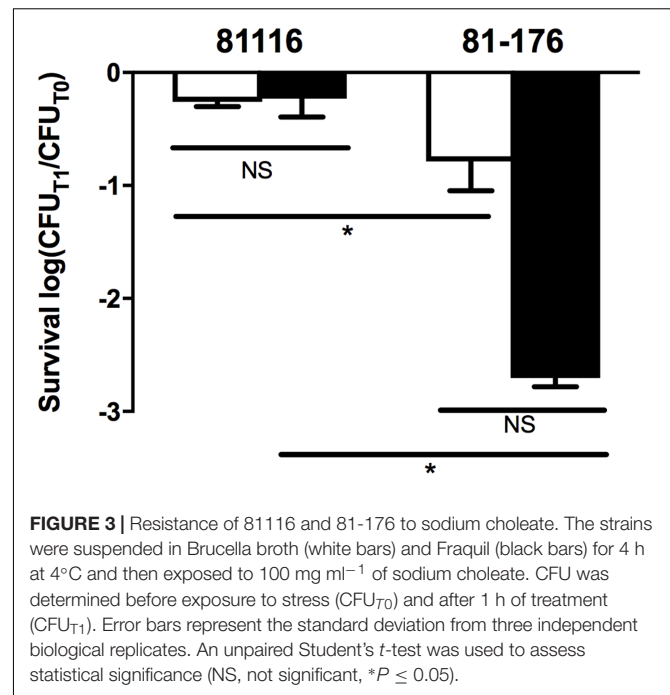 81116 81-176
0
-1
-2
-3
Survival log(CFU_T1/CFU_T0)
NS
*
NS
*
FIGURE 3 | Resistance of 81116 and 81-176 to sodium choleate. The strains
were suspended in Brucella broth (white bars) and Fraquil (black bars) for 4 h
at 4°C and then exposed to 100 mg ml⁻¹ of sodium choleate. CFU was
determined before exposure to stress (CFU_T0) and after 1 h of treatment
(CFU_T1). Error bars represent the standard deviation from three independent
biological replicates. An unpaired Student's t-test was used to assess
statistical significance (NS, not significant, *P ≤ 0.05).